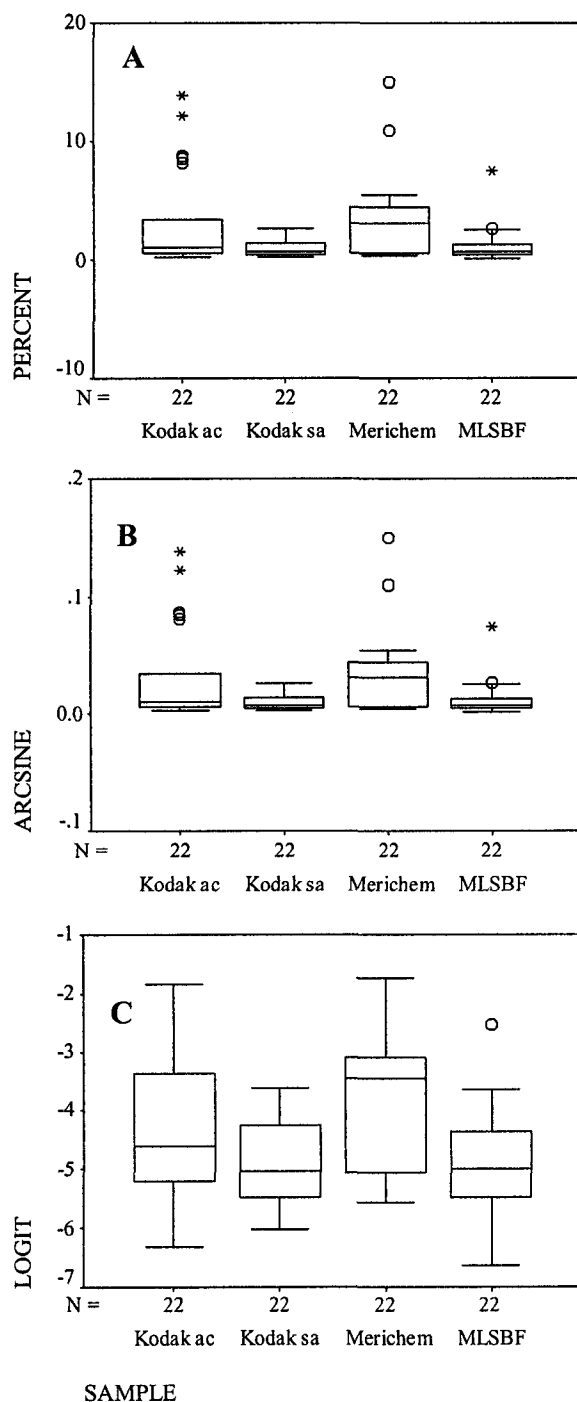 20
A
10
0
-10
PERCENT
N = 22 22 22 22
Kodak ac Kodak sa Merichem MLSBF
.2
B
.1
0.0
-.1
ARCSINE
N = 22 22 22 22
Kodak ac Kodak sa Merichem MLSBF
-1
-2
C
-3
-4
-5
-6
-7
LOGIT
N = 22 22 22 22
Kodak ac Kodak sa Merichem MLSBF
SAMPLE